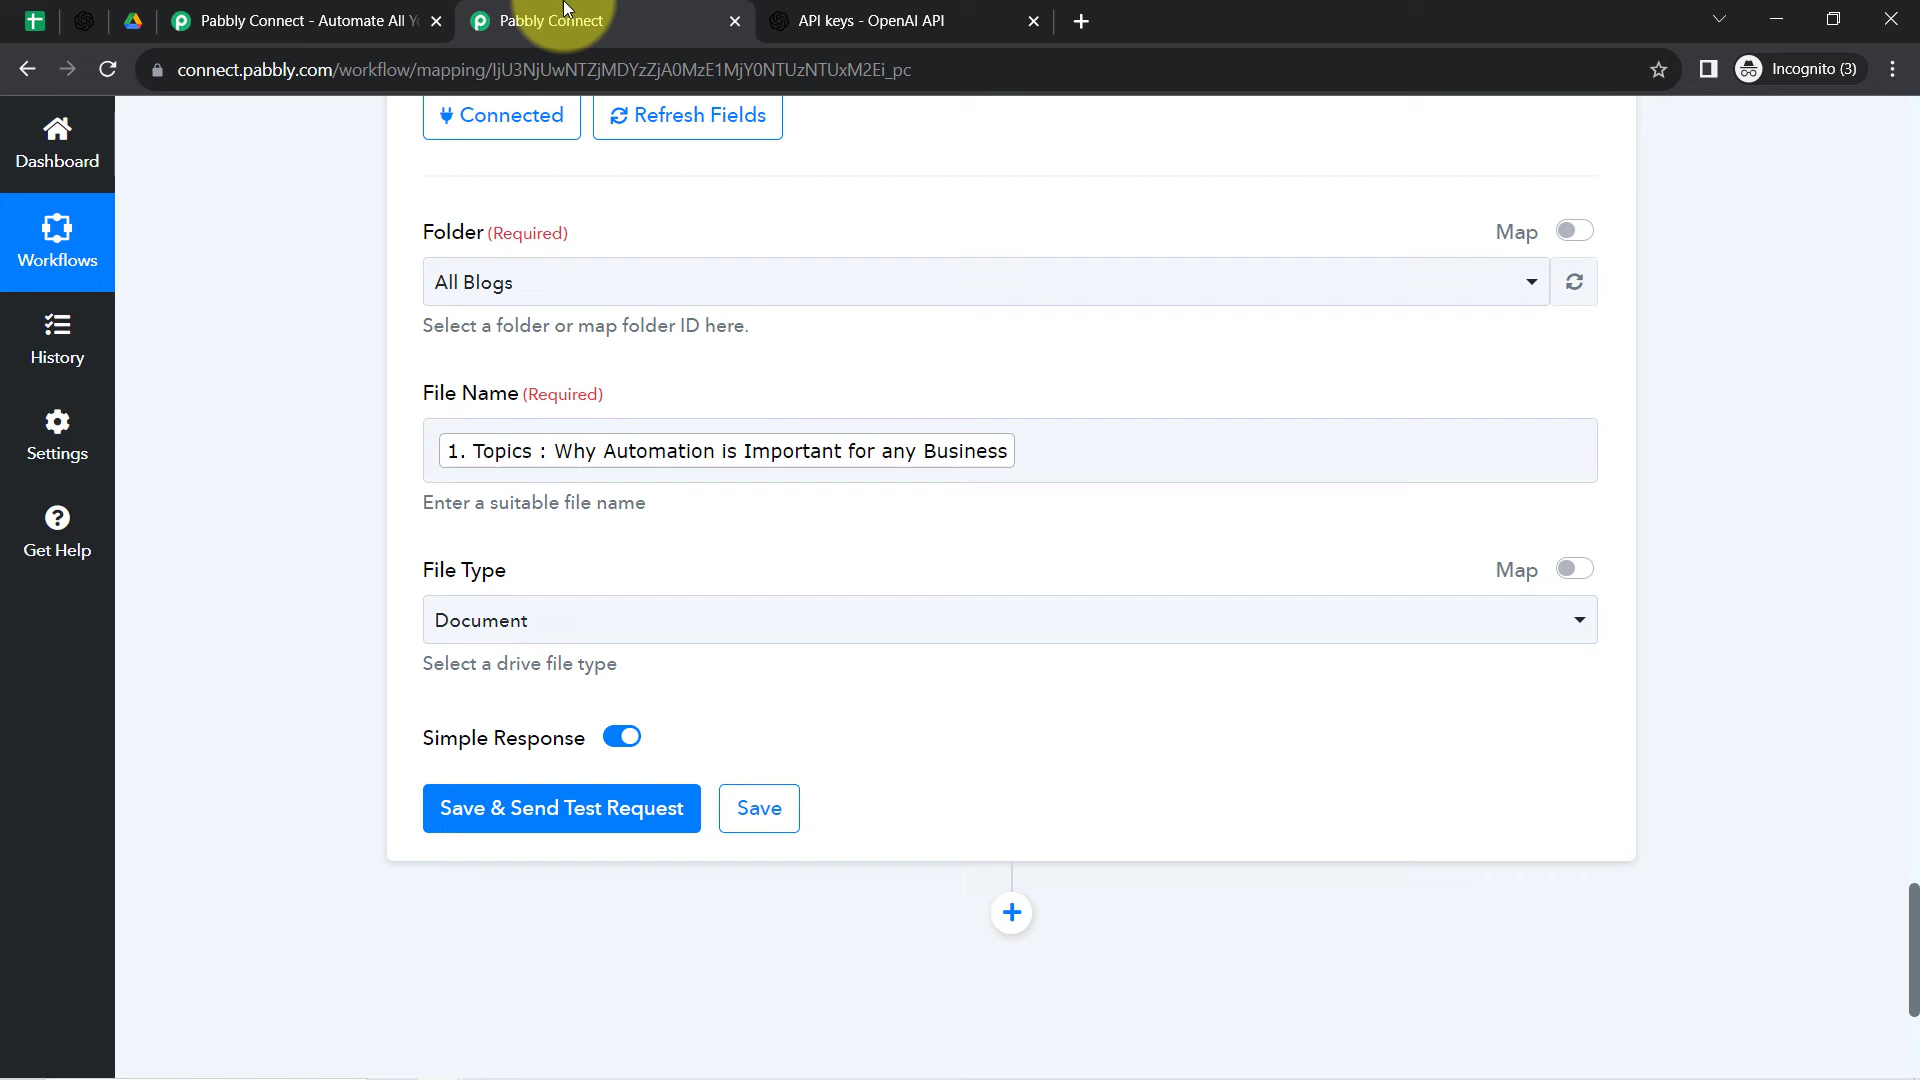 Pabbly Connect - Automate All Y
Pabbly Connect
API keys - OpenAI API
connect.pabbly.com/workflow/mapping/IjU3NjUwNTZjMDYzZjA0MzE1MjY0NTUzNTUxM2Ei_pc
Incognito (3)
Dashboard
Workflows
History
Settings
Get Help
Connected
Refresh Fields
Folder (Required)
Map
All Blogs
Select a folder or map folder ID here.
File Name (Required)
1. Topics : Why Automation is Important for any Business
Enter a suitable file name
File Type
Map
Document
Select a drive file type
Simple Response
Save & Send Test Request
Save